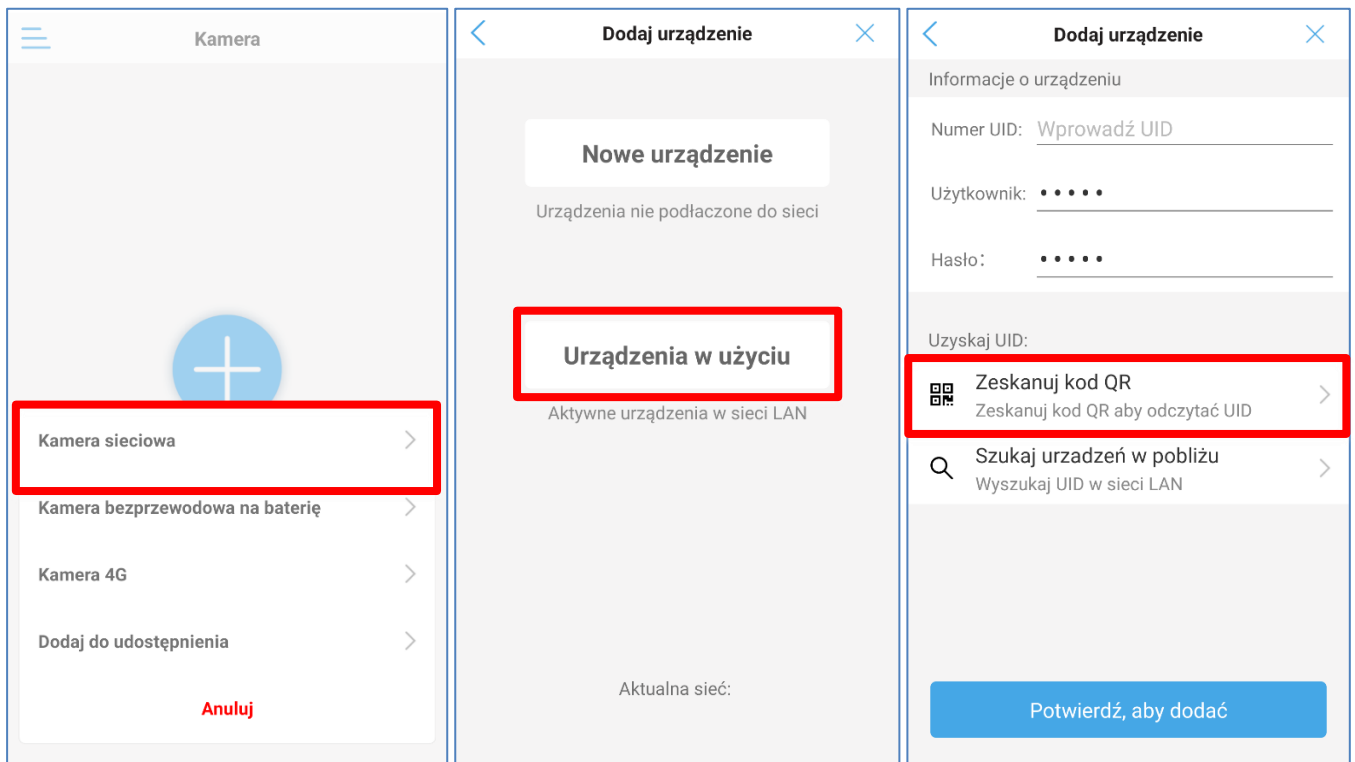 Kamera
Kamera sieciowa
Kamera bezprzewodowa na baterię
Kamera 4G
Dodaj do udostępnienia
Anuluj
Dodaj urządzenie
Nowe urządzenie
Urządzenia nie podłaczone do sieci
Urządzenia w użyciu
Aktywne urządzenia w sieci LAN
Aktualna sieć:
Dodaj urządzenie
Informacje o urządzeniu
Numer UID: Wprowadź UID
Użytkownik: •••••
Hasło: •••••
Uzyskaj UID:
Zeskanuj kod QR
Zeskanuj kod QR aby odczytać UID
Szukaj urzadzeń w pobliżu
Wyszukaj UID w sieci LAN
Potwierdź, aby dodać